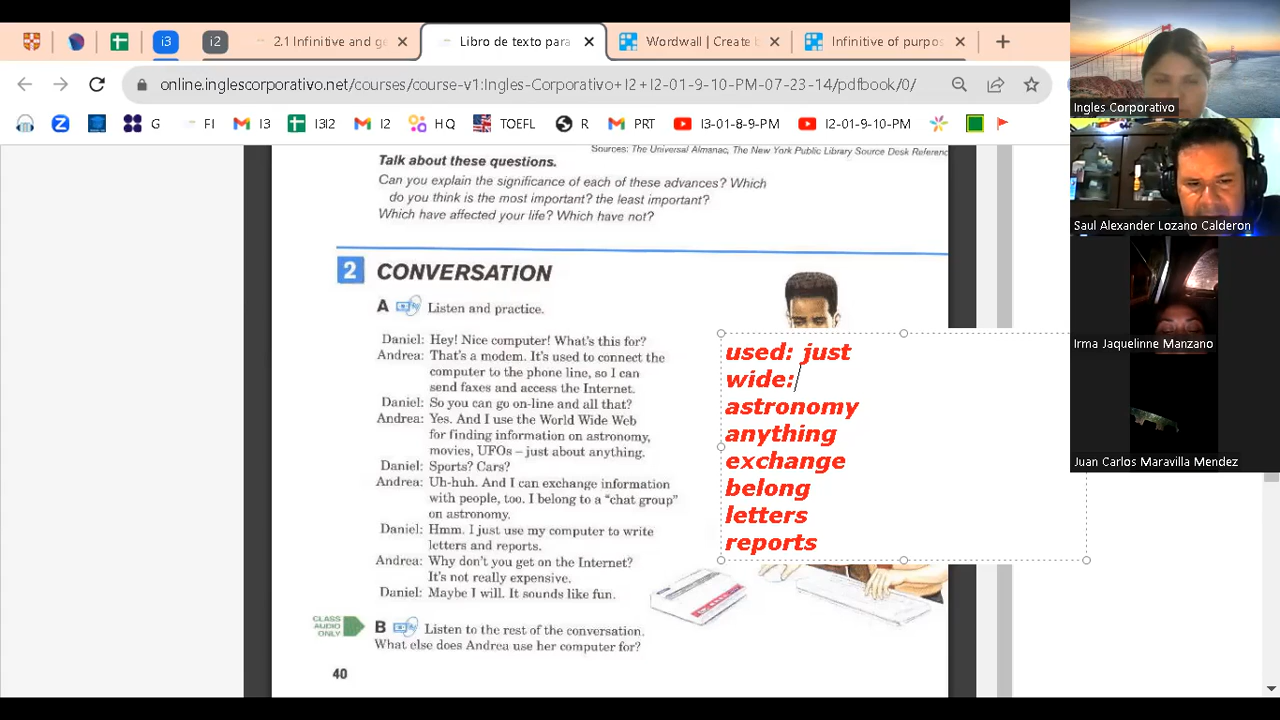 2.1 Infinitive and ge
Libro de texto para
Wordwall | Create b
Infinitive of purpos
i3
i2
online.inglescorporativo.net/courses/course-v1:Ingles-Corporativo+I2+I2-01-9-10-PM-07-23-14/pdfbook/0/
G
FI
I3
I3I2
I2
HQ
TOEFL
R
PRT
I3-01-8-9-PM
I2-01-9-10-PM
Ingles Corporativo
Saul Alexander Lozano Calderon
Irma Jaquelinne Manzano
Juan Carlos Maravilla Mendez
Sources: The Universal Almanac, The New York Public Library Source Desk Referenc
Talk about these questions.
Can you explain the significance of each of these advances? Which
do you think is the most important? the least important?
Which have affected your life? Which have not?
2 CONVERSATION
A Listen and practice.
Daniel: Hey! Nice computer! What's this for?
Andrea: That's a modem. It's used to connect the
computer to the phone line, so I can
send faxes and access the Internet.
Daniel: So you can go on-line and all that?
Andrea: Yes. And I use the World Wide Web
for finding information on astronomy,
movies, UFOs – just about anything.
Daniel: Sports? Cars?
Andrea: Uh-huh. And I can exchange information
with people, too. I belong to a “chat group”
on astronomy.
Daniel: Hmm. I just use my computer to write
letters and reports.
Andrea: Why don't you get on the Internet?
It's not really expensive.
Daniel: Maybe I will. It sounds like fun.
used: just
wide:
astronomy
anything
exchange
belong
letters
reports
CLASS
AUDIO
ONLY
B Listen to the rest of the conversation.
What else does Andrea use her computer for?
40